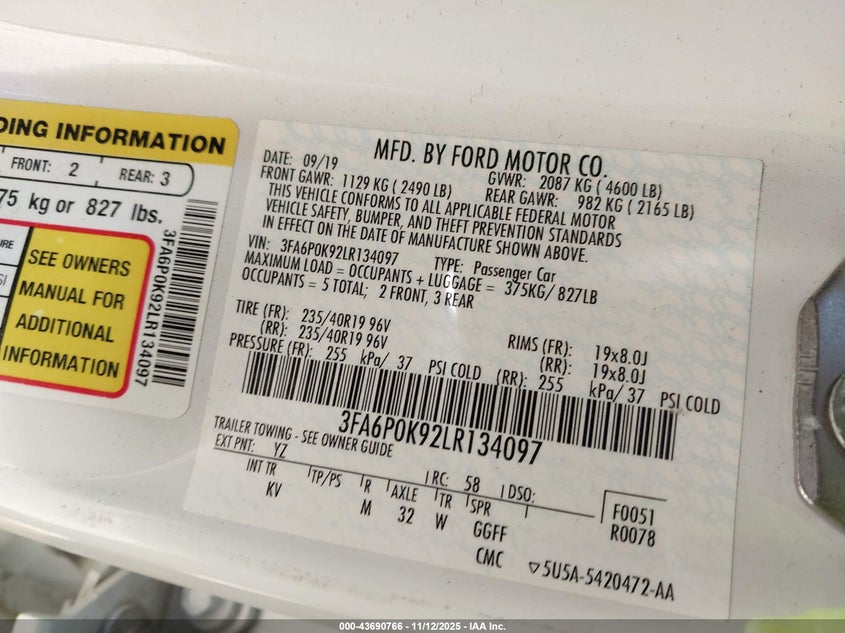 DING INFORMATION
FRONT: 2 REAR: 3
75 kg or 827 lbs.
SEE OWNERS
MANUAL FOR
ADDITIONAL
INFORMATION
3FA6P0K92LR134097
DATE: 09/19 MFD. BY FORD MOTOR CO.
FRONT GAWR: 1129 KG ( 2490 LB) GVWR: 2087 KG ( 4600 LB)
REAR GAWR: 982 KG ( 2165 LB)
THIS VEHICLE CONFORMS TO ALL APPLICABLE FEDERAL MOTOR
VEHICLE SAFETY, BUMPER, AND THEFT PREVENTION STANDARDS
IN EFFECT ON THE DATE OF MANUFACTURE SHOWN ABOVE.
VIN: 3FA6P0K92LR134097 TYPE: Passenger Car
MAXIMUM LOAD = OCCUPANTS + LUGGAGE = 375KG/ 827LB
OCCUPANTS = 5 TOTAL; 2 FRONT, 3 REAR
TIRE (FR): 235/40R19 96V RIMS (FR): 19x8.0J
(RR): 235/40R19 96V (RR): 19x8.0J
PRESSURE (FR): 255 kPa/ 37 PSI COLD (RR): 255 kPa/ 37 PSI COLD
3FA6P0K92LR134097
TRAILER TOWING - SEE OWNER GUIDE
EXT PNT: YZ RC: 58 DSO:
INT TR TP/PS R AXLE TR SPR
KV M 32 W GGFF
CMC
F0051
R0078
5U5A-5420472-AA
000-43690766 - 11/12/2025 - IAA Inc.